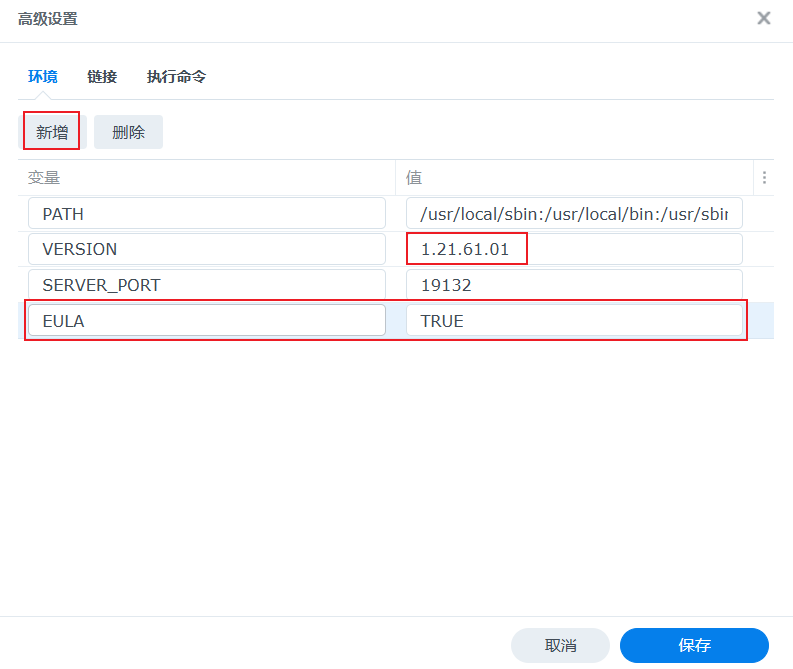 高级设置
环境 链接 执行命令
新增 删除
变量 值
PATH /usr/local/sbin:/usr/local/bin:/usr/sbin
VERSION 1.21.61.01
SERVER_PORT 19132
EULA TRUE
取消 保存